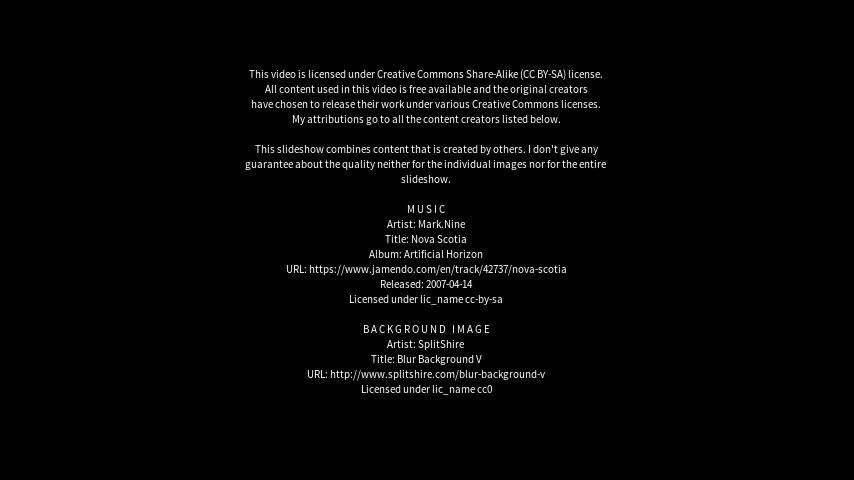 This video is licensed under Creative Commons Share-Alike (CC BY-SA) license.
All content used in this video is free available and the original creators
have chosen to release their work under various Creative Commons licenses.
My attributions go to all the content creators listed below.
This slideshow combines content that is created by others. I don't give any
guarantee about the quality neither for the individual images nor for the entire
slideshow.
MUSIC
Artist: Mark.Nine
Title: Nova Scotia
Album: Artificial Horizon
URL: https://www.jamendo.com/en/track/42737/nova-scotia
Released: 2007-04-14
Licensed under lic_name cc-by-sa
BACKGROUND IMAGE
Artist: SplitShire
Title: Blur Background V
URL: http://www.splitshire.com/blur-background-v
Licensed under lic_name cc0